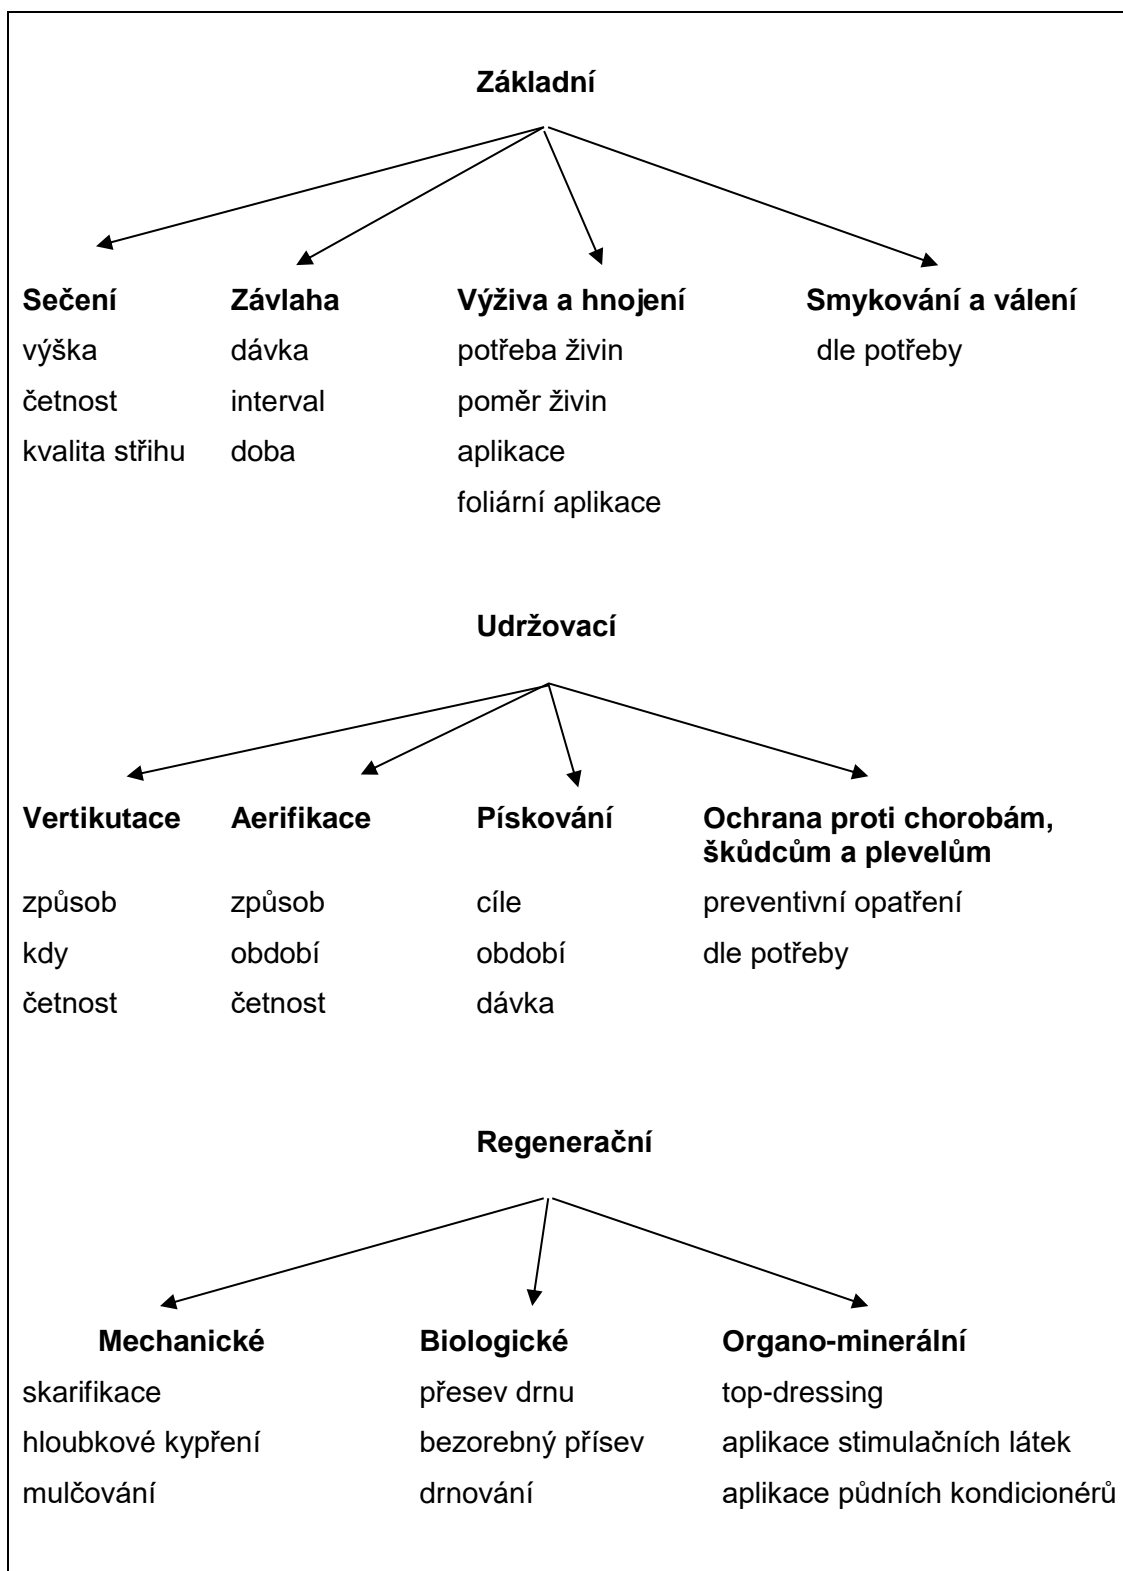 Základní
Sečení Závlaha Výživa a hnojení Smykování a válení
výška dávka potřeba živin dle potřeby
četnost interval poměr živin
kvalita střihu doba aplikace
foliární aplikace
Udržovací
Vertikutace Aerifikace Pískování Ochrana proti chorobám,
škůdcům a plevelům
způsob způsob cíle preventivní opatření
kdy období období dle potřeby
četnost četnost dávka
Regenerační
Mechanické Biologické Organo-minerální
skarifikace přesev drnu top-dressing
hloubkové kypření bezorebný přísev aplikace stimulačních látek
mulčování drnování aplikace půdních kondicionérů